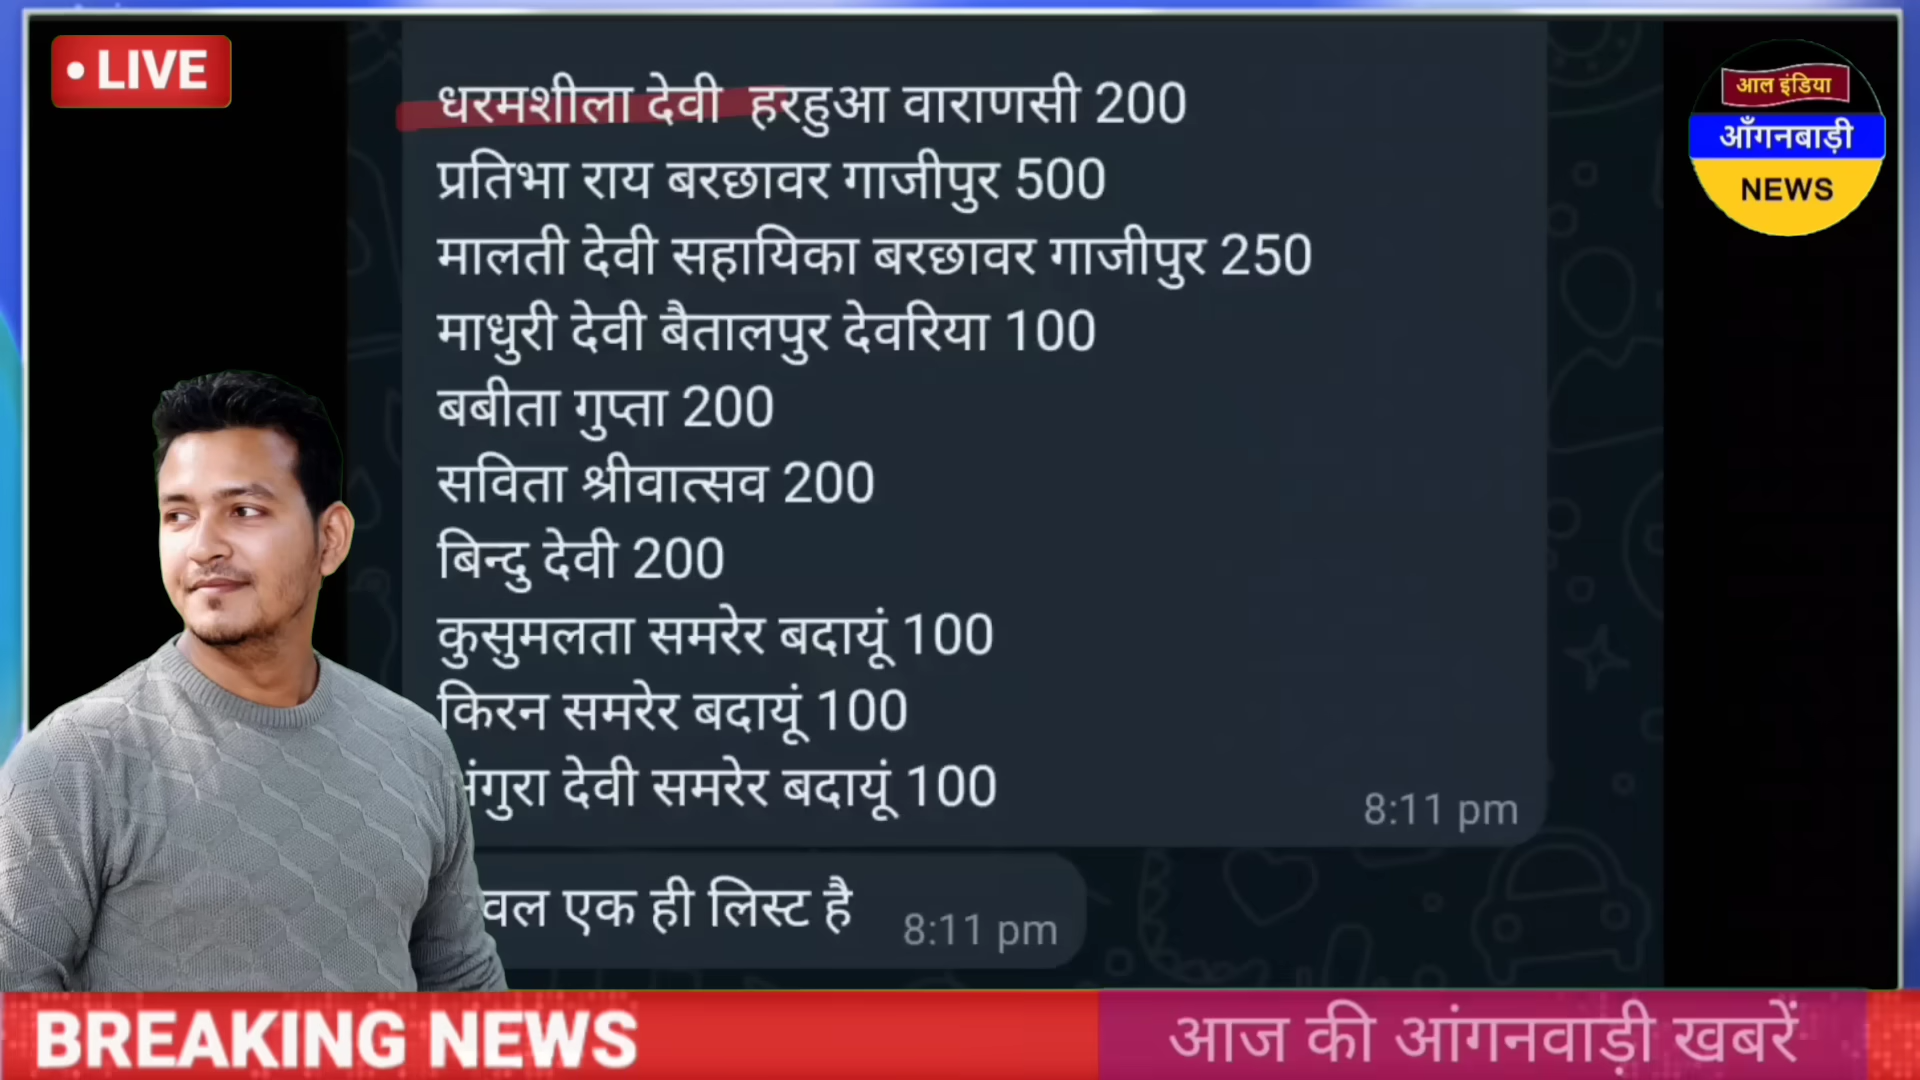 • LIVE
आल इंडिया
आँगनबाड़ी
NEWS
धरमशीला देवी हरहुआ वाराणसी 200
प्रतिभा राय बरछावर गाजीपुर 500
मालती देवी सहायिका बरछावर गाजीपुर 250
माधुरी देवी बैतालपुर देवरिया 100
बबीता गुप्ता 200
सविता श्रीवात्सव 200
बिन्दु देवी 200
कुसुमलता समरेर बदायूं 100
किरन समरेर बदायूं 100
देवी समरेर बदायूं 100
8:11 pm
एक ही लिस्ट है
8:11 pm
BREAKING NEWS
आज की आंगनवाड़ी खबरें